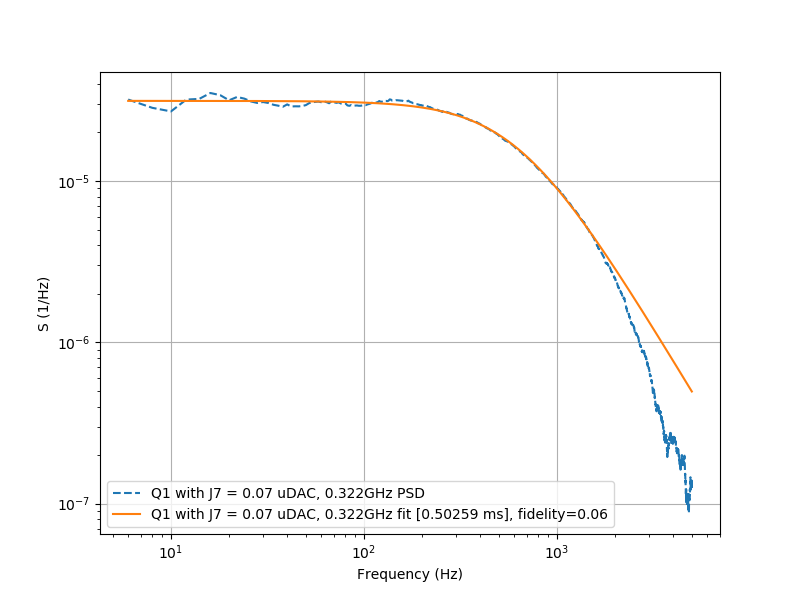 S (1/Hz)
10⁻⁵
10⁻⁶
10⁻⁷
Q1 with J7 = 0.07 uDAC, 0.322GHz PSD
Q1 with J7 = 0.07 uDAC, 0.322GHz fit [0.50259 ms], fidelity=0.06
10¹ 10² 10³
Frequency (Hz)